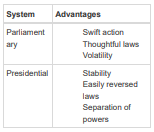 System Advantages
Parliament Swift action
ary Thoughtful laws
Volatility
Presidential Stability
Easily reversed
laws
Separation of
powers